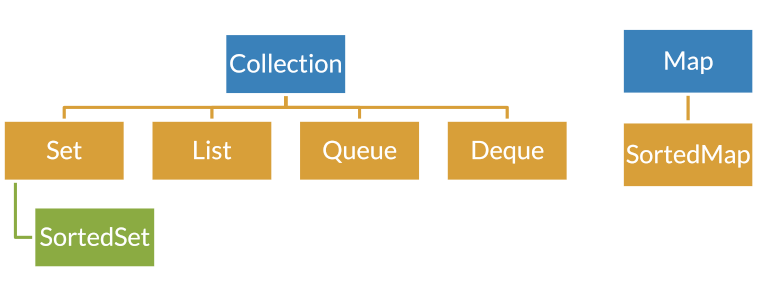 Collection
Map
Set
List
Queue
Deque
SortedMap
SortedSet